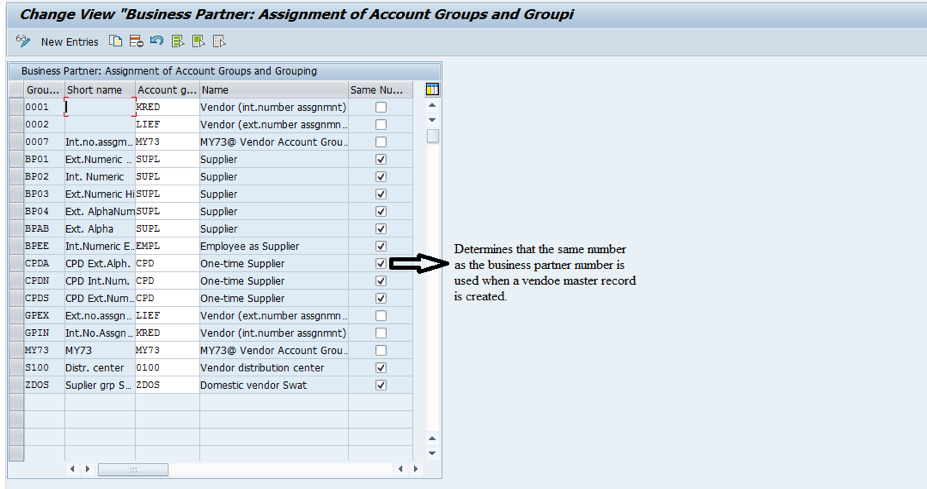 Change View "Business Partner: Assignment of Account Groups and Groupi
New Entries
Business Partner: Assignment of Account Groups and Grouping
Grou... Short name Account g... Name Same Nu...
0001 KRED Vendor (int.number assgnmnt)
0002 LIEF Vendor (ext.number assgnmn..
0007 Int.no.assgm... MY73 MY73@ Vendor Account Grou..
BP01 Ext.Numeric ... SUPL Supplier
BP02 Int. Numeric SUPL Supplier
BP03 Ext.Numeric Hi SUPL Supplier
BP04 Ext. AlphaNum SUPL Supplier
BPAB Ext. Alpha SUPL Supplier
BPEE Int.Numeric E.. EMPL Employee as Supplier
CPDA CPD Ext.Alph. CPD One-time Supplier
CPDN CPD Int.Num. CPD One-time Supplier
CPDS CPD Ext.Num... CPD One-time Supplier
GPEX Ext.no.assgn... LIEF Vendor (ext.number assgnmn..
GPIN Int.No.Assgn... KRED Vendor (int.number assgnmnt)
MY73 MY73 MY73 MY73@ Vendor Account Grou..
S100 Distr. center 0100 Vendor distribution center
ZDOS Suplier grp S... ZDOS Domestic vendor Swat
Determines that the same number
as the business partner number is
used when a vendoe master record
is created.